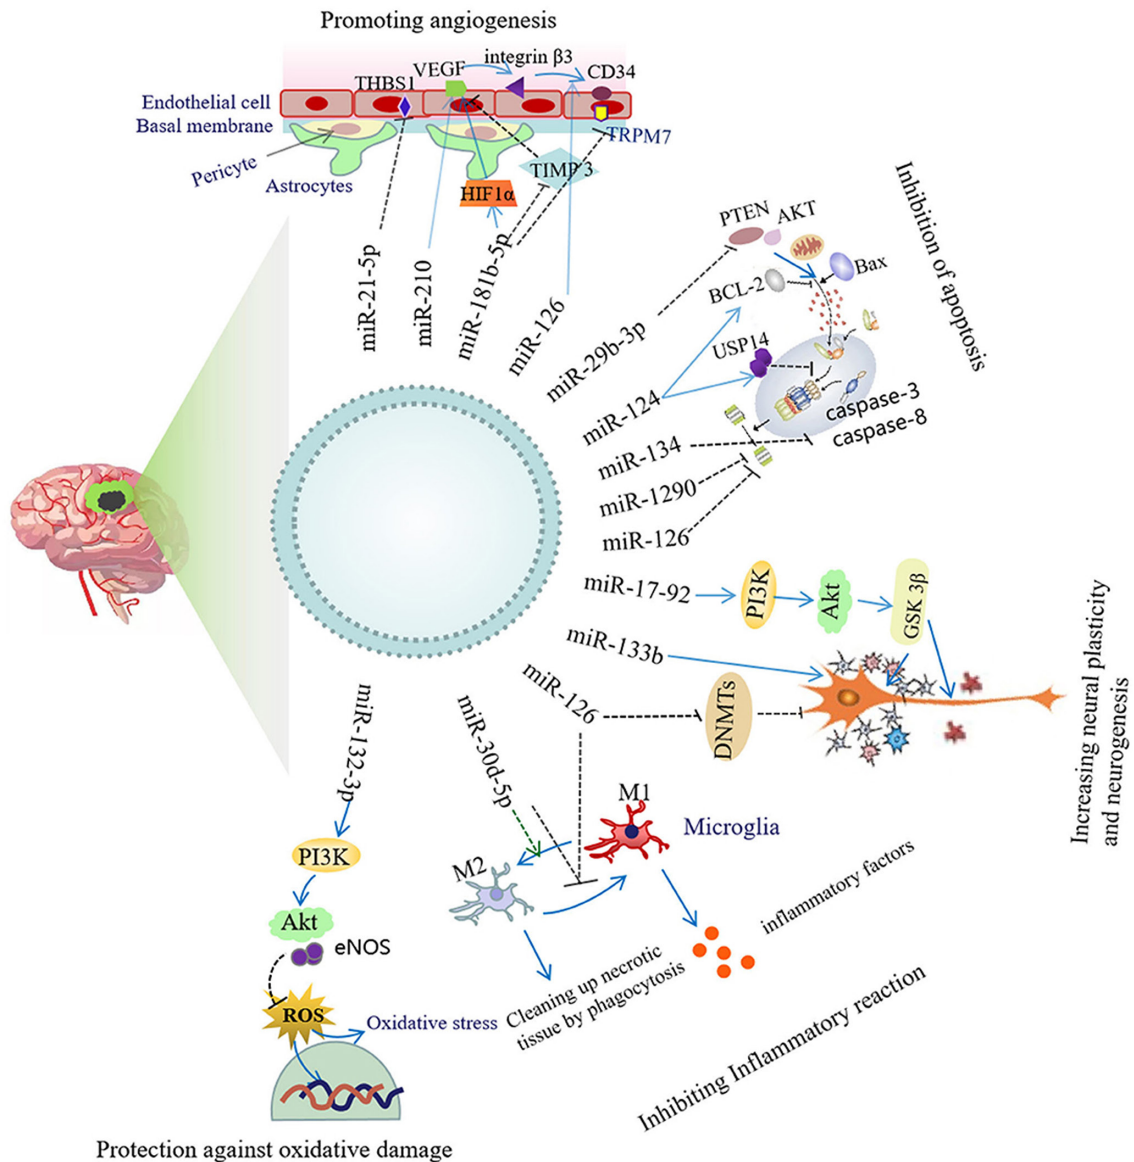 Promoting angiogenesis
integrin β3
VEGF
CD34
THBS1
Endothelial cell
Basal membrane
TRPM7
Pericyte
Astrocytes
TIMP 3
HIF1α
miR-21-5p
miR-210
miR-181b-5p
miR-126
PTEN
AKT
Bax
BCL-2
USP14
caspase-3
caspase-8
Inhibition of apoptosis
miR-29b-3p
miR-124
miR-134
miR-1290
miR-126
miR-17-92
PI3K
Akt
GSK 3β
miR-133b
miR-126
DNMTs
Increasing neural plasticity
and neurogenesis
miR-30d-5p
M1
Microglia
M2
inflammatory factors
Cleaning up necrotic
tissue by phagocytosis
Inhibiting Inflammatory reaction
miR-132-3p
PI3K
Akt
eNOS
ROS
Oxidative stress
Protection against oxidative damage